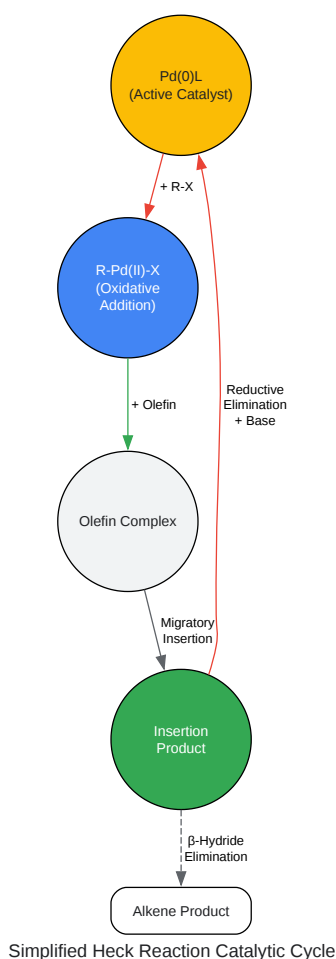 Pd(0)L
(Active Catalyst)
+ R-X
R-Pd(II)-X
(Oxidative
Addition)
Reductive
Elimination
+ Base
+ Olefin
Olefin Complex
Migratory
Insertion
Insertion
Product
β-Hydride
Elimination
Alkene Product
Simplified Heck Reaction Catalytic Cycle